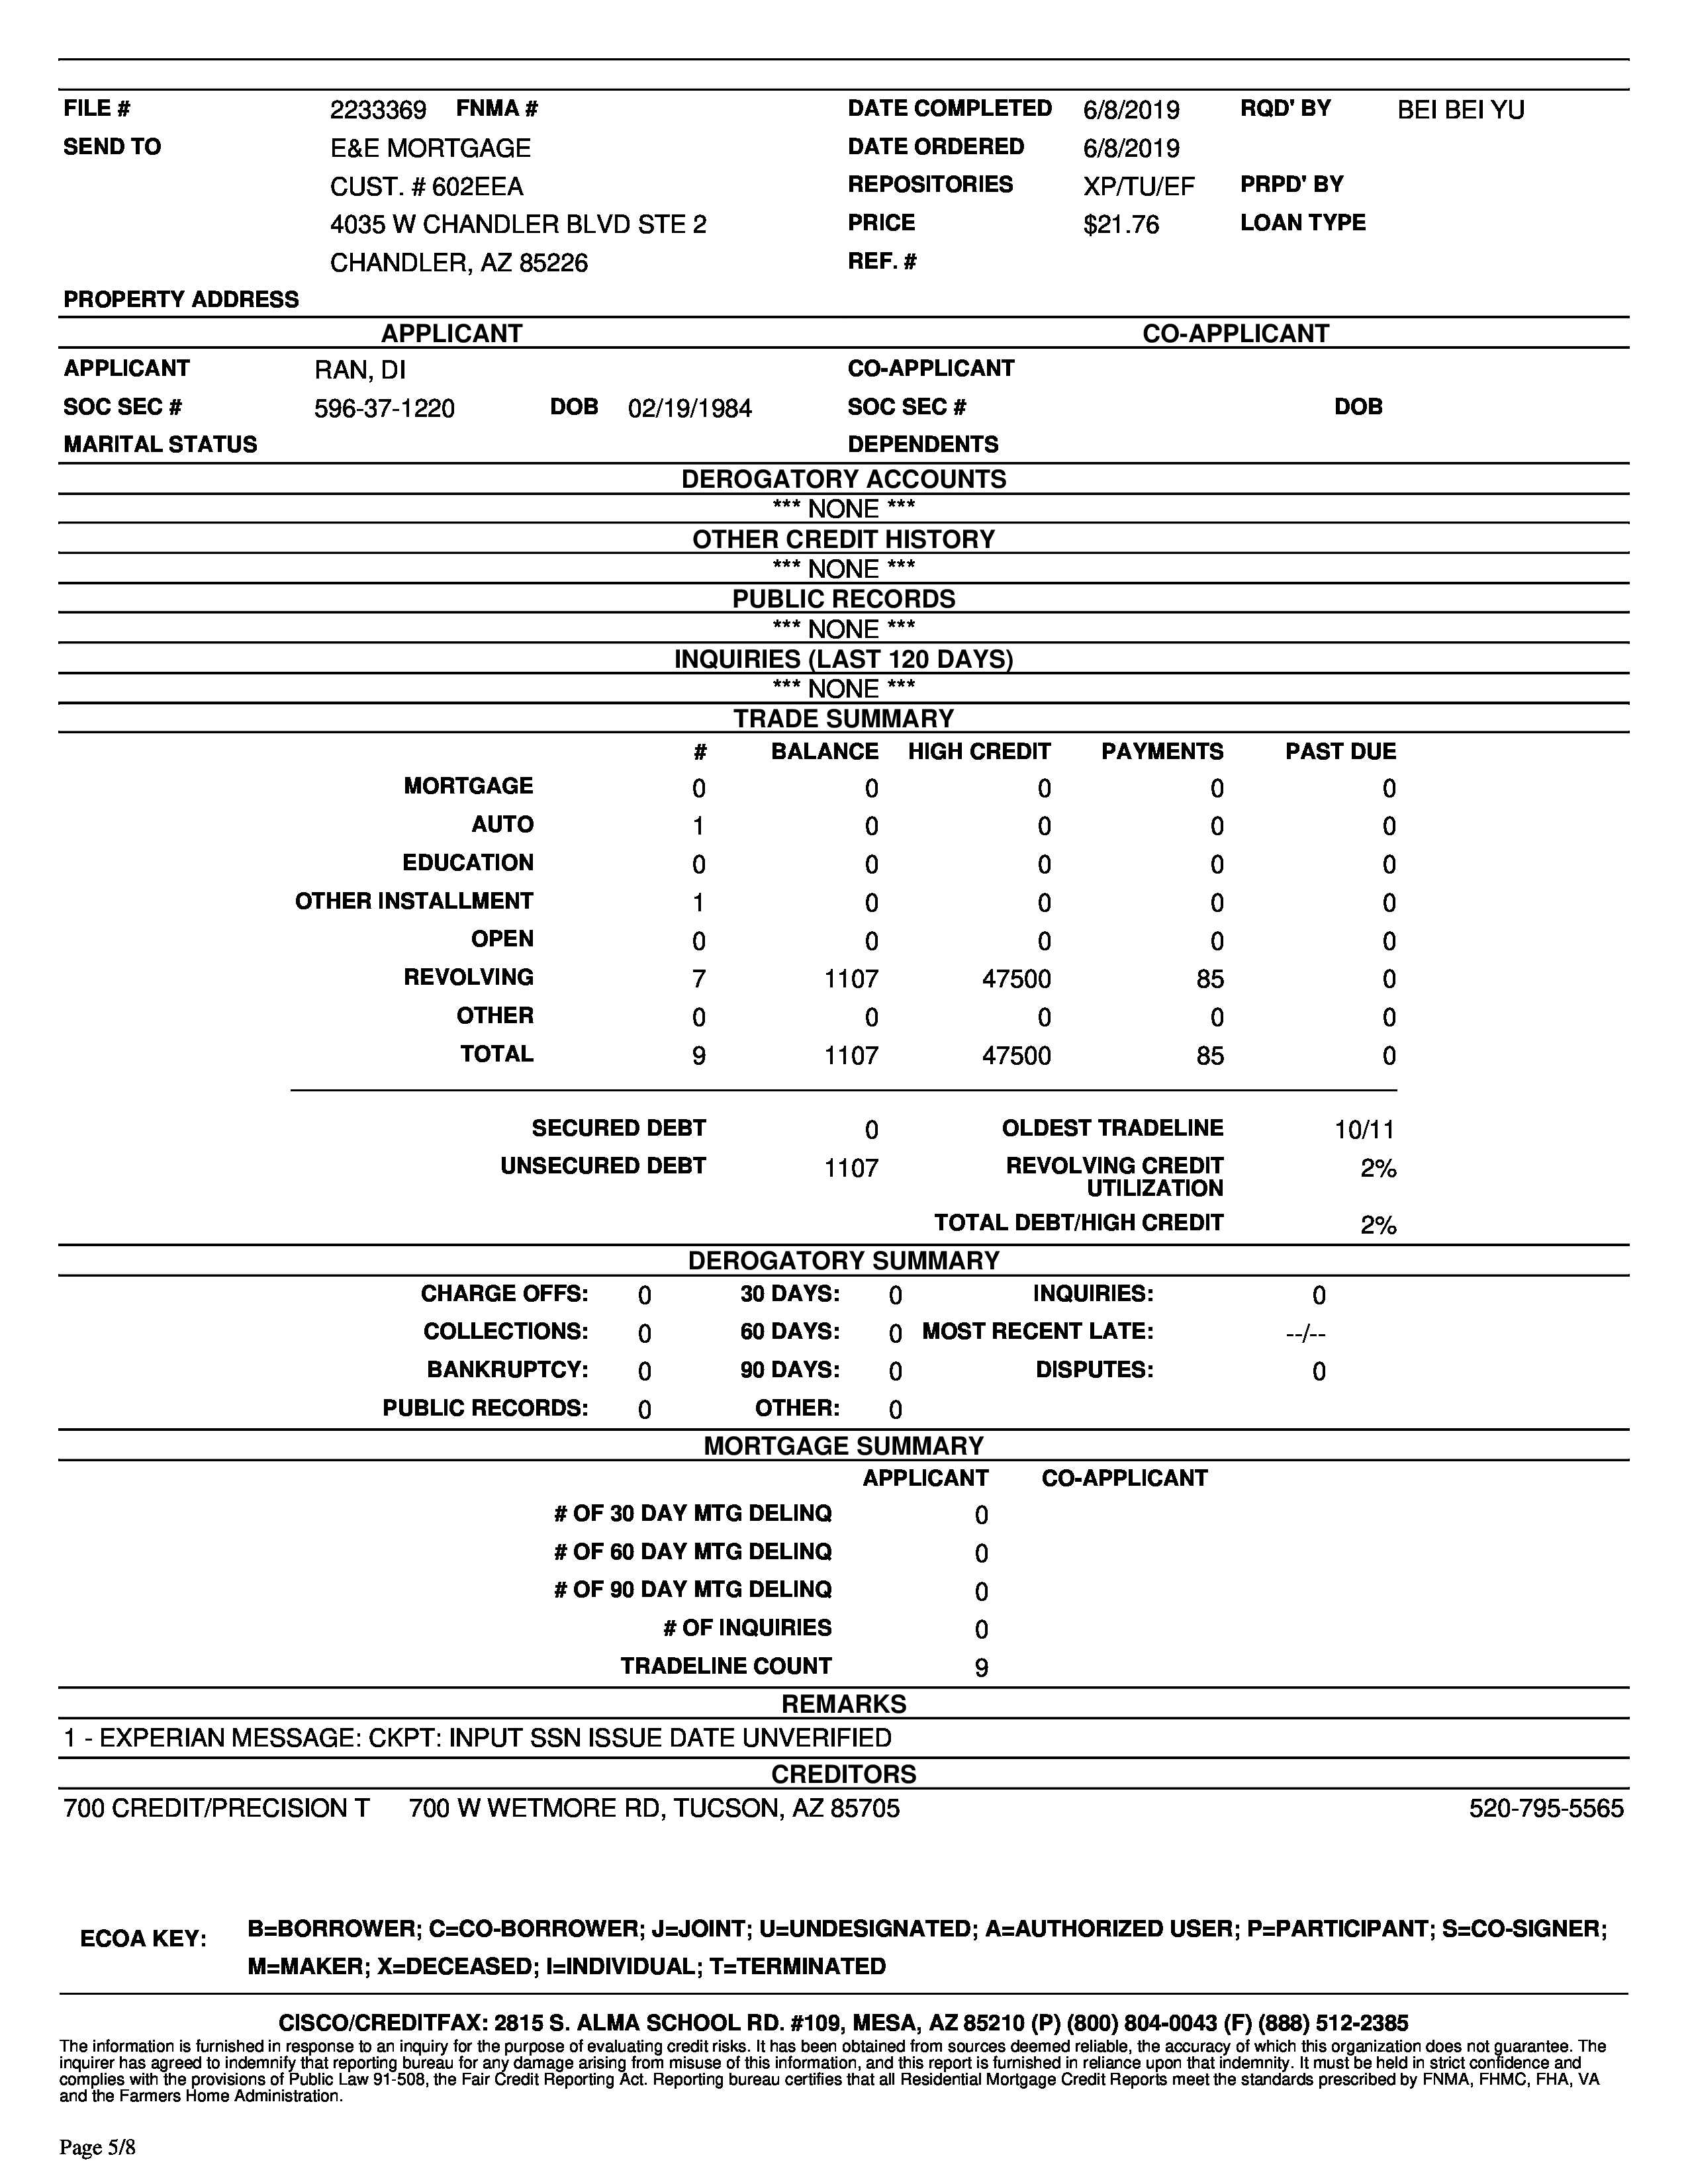 FILE # 2233369 FNMA # DATE COMPLETED 6/8/2019 RQD' BY BEI BEI YU
SEND TO E&E MORTGAGE DATE ORDERED 6/8/2019
CUST. # 602EEA REPOSITORIES XP/TU/EF PRPD' BY
4035 W CHANDLER BLVD STE 2 PRICE $21.76 LOAN TYPE
CHANDLER, AZ 85226 REF. #
PROPERTY ADDRESS
APPLICANT CO-APPLICANT
APPLICANT RAN, DI CO-APPLICANT
SOC SEC # 596-37-1220 DOB 02/19/1984 SOC SEC # DOB
MARITAL STATUS DEPENDENTS
DEROGATORY ACCOUNTS
*** NONE ***
OTHER CREDIT HISTORY
*** NONE ***
PUBLIC RECORDS
*** NONE ***
INQUIRIES (LAST 120 DAYS)
*** NONE ***
TRADE SUMMARY
# BALANCE HIGH CREDIT PAYMENTS PAST DUE
MORTGAGE 0 0 0 0 0
AUTO 1 0 0 0 0
EDUCATION 0 0 0 0 0
OTHER INSTALLMENT 1 0 0 0 0
OPEN 0 0 0 0 0
REVOLVING 7 1107 47500 85 0
OTHER 0 0 0 0 0
TOTAL 9 1107 47500 85 0
SECURED DEBT 0 OLDEST TRADELINE 10/11
UNSECURED DEBT 1107 REVOLVING CREDIT 2%
UTILIZATION
TOTAL DEBT/HIGH CREDIT 2%
DEROGATORY SUMMARY
CHARGE OFFS: 0 30 DAYS: 0 INQUIRIES: 0
COLLECTIONS: 0 60 DAYS: 0 MOST RECENT LATE: --/--
BANKRUPTCY: 0 90 DAYS: 0 DISPUTES: 0
PUBLIC RECORDS: 0 OTHER: 0
MORTGAGE SUMMARY
APPLICANT CO-APPLICANT
# OF 30 DAY MTG DELINQ 0
# OF 60 DAY MTG DELINQ 0
# OF 90 DAY MTG DELINQ 0
# OF INQUIRIES 0
TRADELINE COUNT 9
REMARKS
1 - EXPERIAN MESSAGE: CKPT: INPUT SSN ISSUE DATE UNVERIFIED
CREDITORS
700 CREDIT/PRECISION T 700 W WETMORE RD, TUCSON, AZ 85705 520-795-5565
ECOA KEY: B=BORROWER; C=CO-BORROWER; J=JOINT; U=UNDESIGNATED; A=AUTHORIZED USER; P=PARTICIPANT; S=CO-SIGNER;
M=MAKER; X=DECEASED; I=INDIVIDUAL; T=TERMINATED
CISCO/CREDITFAX: 2815 S. ALMA SCHOOL RD. #109, MESA, AZ 85210 (P) (800) 804-0043 (F) (888) 512-2385
The information is furnished in response to an inquiry for the purpose of evaluating credit risks. It has been obtained from sources deemed reliable, the accuracy of which this organization does not guarantee. The
inquirer has agreed to indemnify that reporting bureau for any damage arising from misuse of this information, and this report is furnished in reliance upon that indemnity. It must be held in strict confidence and
complies with the provisions of Public Law 91-508, the Fair Credit Reporting Act. Reporting bureau certifies that all Residential Mortgage Credit Reports meet the standards prescribed by FNMA, FHMC, FHA, VA
and the Farmers Home Administration.
Page 5/8